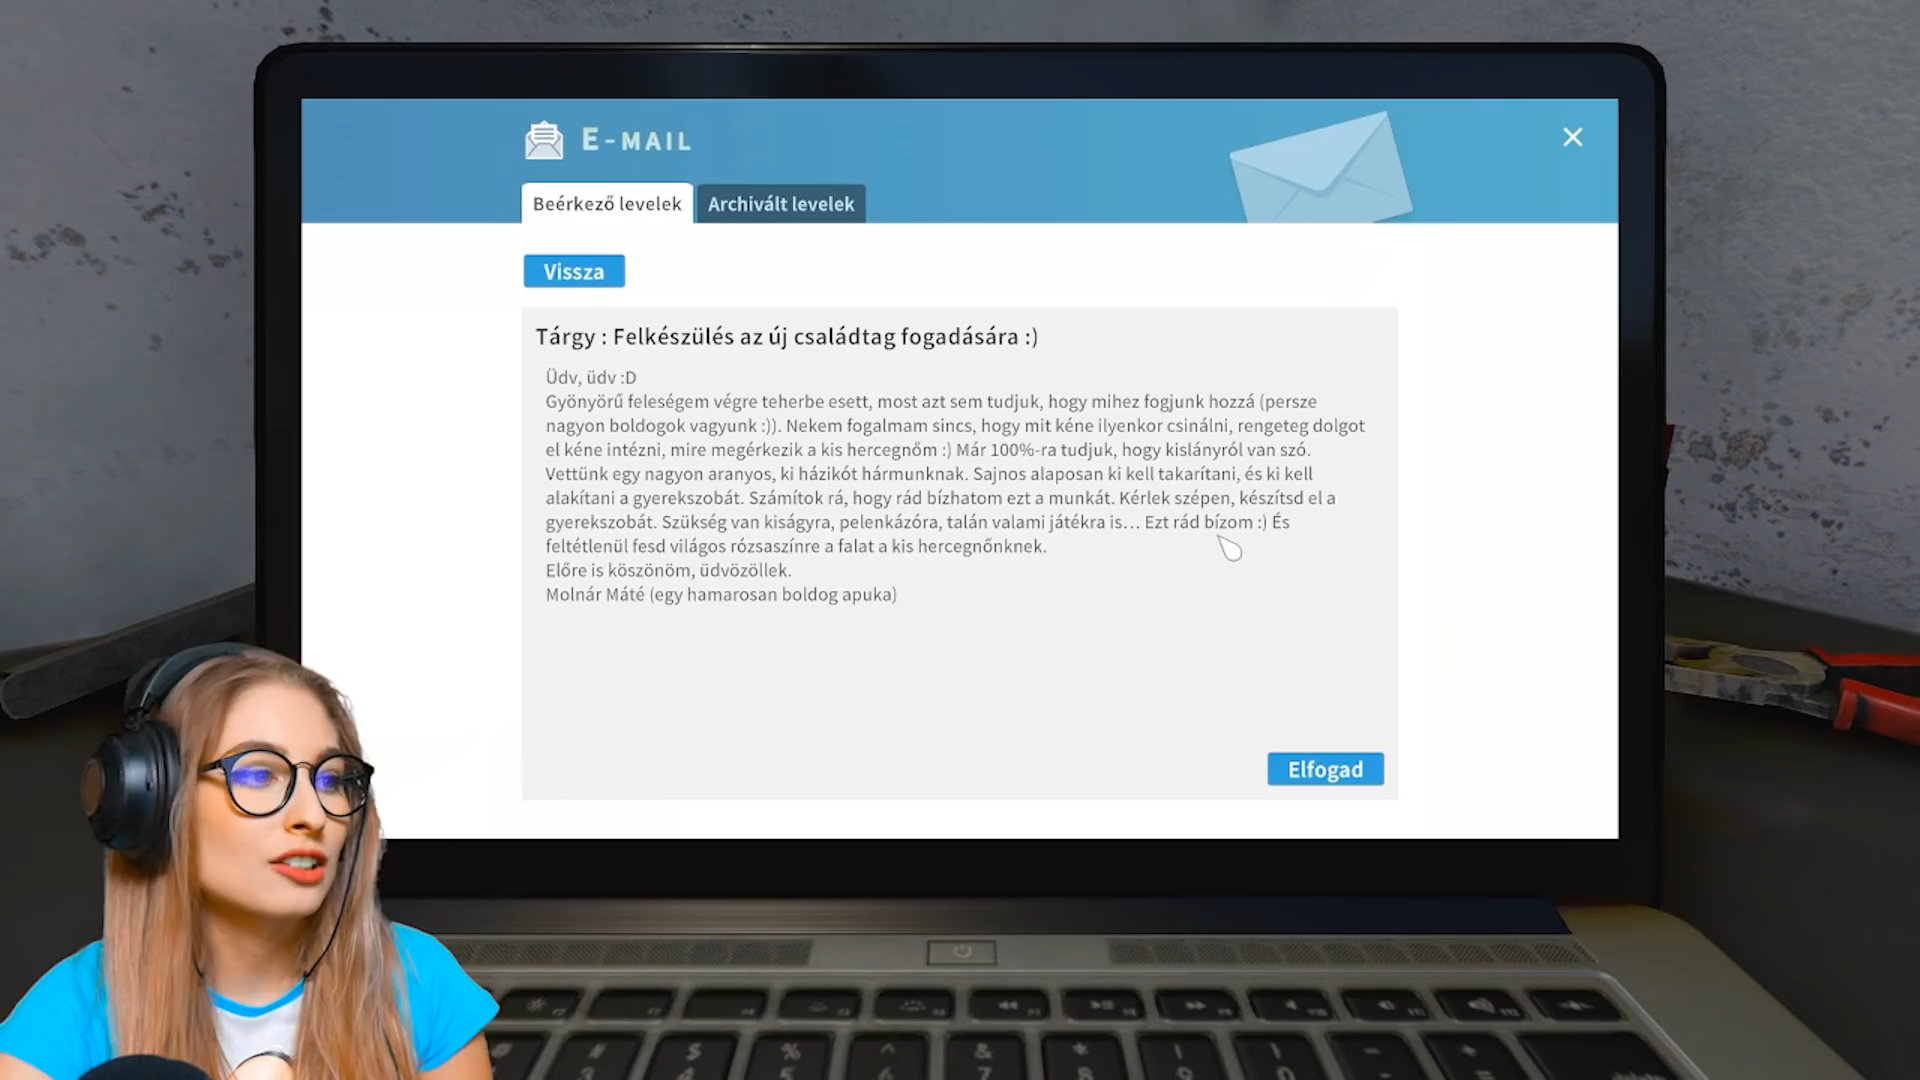 E-MAIL
Beérkező levelek
Archivált levelek
Vissza
Tárgy : Felkészülés az új családtag fogadására :)
Üdv, üdv :D
Gyönyörű feleségem végre teherbe esett, most azt sem tudjuk, hogy mihez fogjunk hozzá (persze
nagyon boldogok vagyunk :)). Nekem fogalmam sincs, hogy mit kéne ilyenkor csinálni, rengeteg dolgot
el kéne intézni, mire megérkezik a kis hercegnőm :) Már 100%-ra tudjuk, hogy kislányról van szó.
Vettünk egy nagyon aranyos, ki házikót hármunknak. Sajnos alaposan ki kell takarítani, és ki kell
alakítani a gyerekszobát. Számítok rá, hogy rád bízhatom ezt a munkát. Kérlek szépen, készítsd el a
gyerekszobát. Szükség van kiságyra, pelenkázóra, talán valami játékra is... Ezt rád bízom :) És
feltétlenül fesd világos rózsaszínre a falat a kis hercegnőnknek.
Előre is köszönöm, üdvözöllek.
Molnár Máté (egy hamarosan boldog apuka)
Elfogad